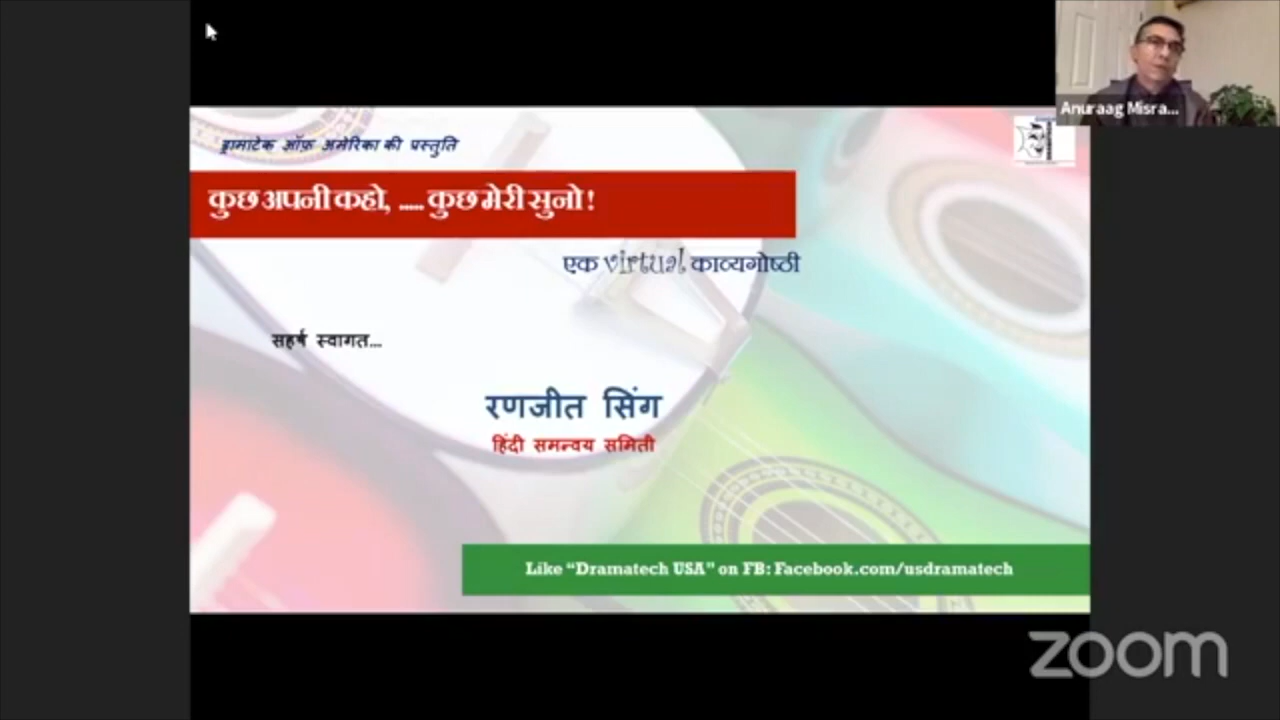 Anuraag Misra...
ड्रामाटेक ऑफ़ अमेरिका की प्रस्तुति
कुछ अपनी कहो, ..... कुछ मेरी सुनो !
एक virtual काव्यगोष्ठी
सहर्ष स्वागत...
रणजीत सिंग
हिंदी समन्वय समिती
Like “Dramatech USA” on FB: Facebook.com/usdramatech
zoom